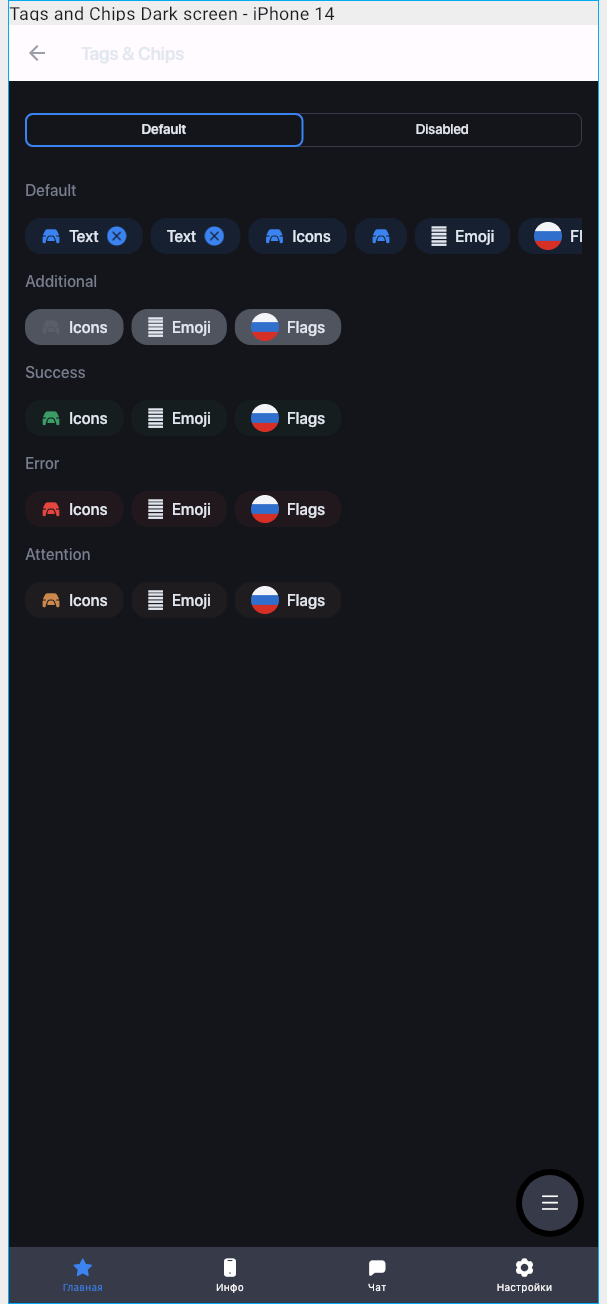 Tags and Chips Dark screen - iPhone 14
Tags & Chips
Default Disabled
Default
Text Text Icons Emoji Fl
Additional
Icons Emoji Flags
Success
Icons Emoji Flags
Error
Icons Emoji Flags
Attention
Icons Emoji Flags
Главная Инфо Чат Настройки